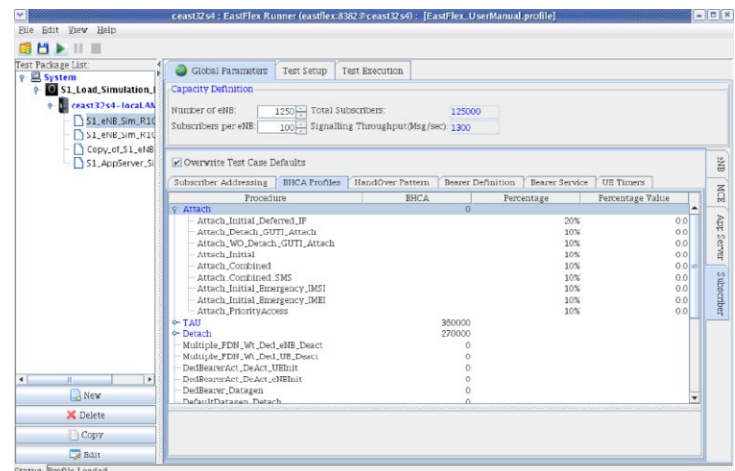 ceast32s4 : EastFlex Runner (eastflex:8382@ceast32s4) : [EastFlex_UserManual.profile]
File Edit View Help
Test Package List:
System
S1_Load_Simulation_
ceast32s4-localAN
S1_eNB_Sim_R10
S1_eNB_Sim_R10
Copy_of_S1_eNB
S1_AppServer_Si
New
Delete
Copy
Edit
Global Parameters Test Setup Test Execution
Capacity Definition
Number of eNB: 1250 Total Subscribers: 125000
Subscribers per eNB: 100 Signalling Throughput(Msg/sec): 1300
Overwrite Test Case Defaults
Subscriber Addressing BHCA Profiles HandOver Pattern Bearer Definition Bearer Service UE Timers
Procedure BHCA Percentage Percentage Value
Attach 0
Attach_Initial_Deferred_IP 20% 0.0
Attach_Detach_GUTI_Attach 10% 0.0
Attach_WO_Detach_GUTI_Attach 10% 0.0
Attach_Initial 10% 0.0
Attach_Combined 10% 0.0
Attach_Combined_SMS 10% 0.0
Attach_Initial_Emergency_IMSI 10% 0.0
Attach_Initial_Emergency_IMEI 10% 0.0
Attach_PriorityAccess 10% 0.0
TAU 360000
Detach 270000
Multiple_PDN_Wt_Ded_eNB_Deact 0
Multiple_PDN_Wt_Ded_UE_Deact 0
DedBearerAct_DeAct_UEInit 0
DedBearerAct_DeAct_eNBInit 0
DedBearer_Datagen 0
DefaultDatagen_Detach 0
eNB
MCE
App Server
Subscriber
Status: Profile Loaded